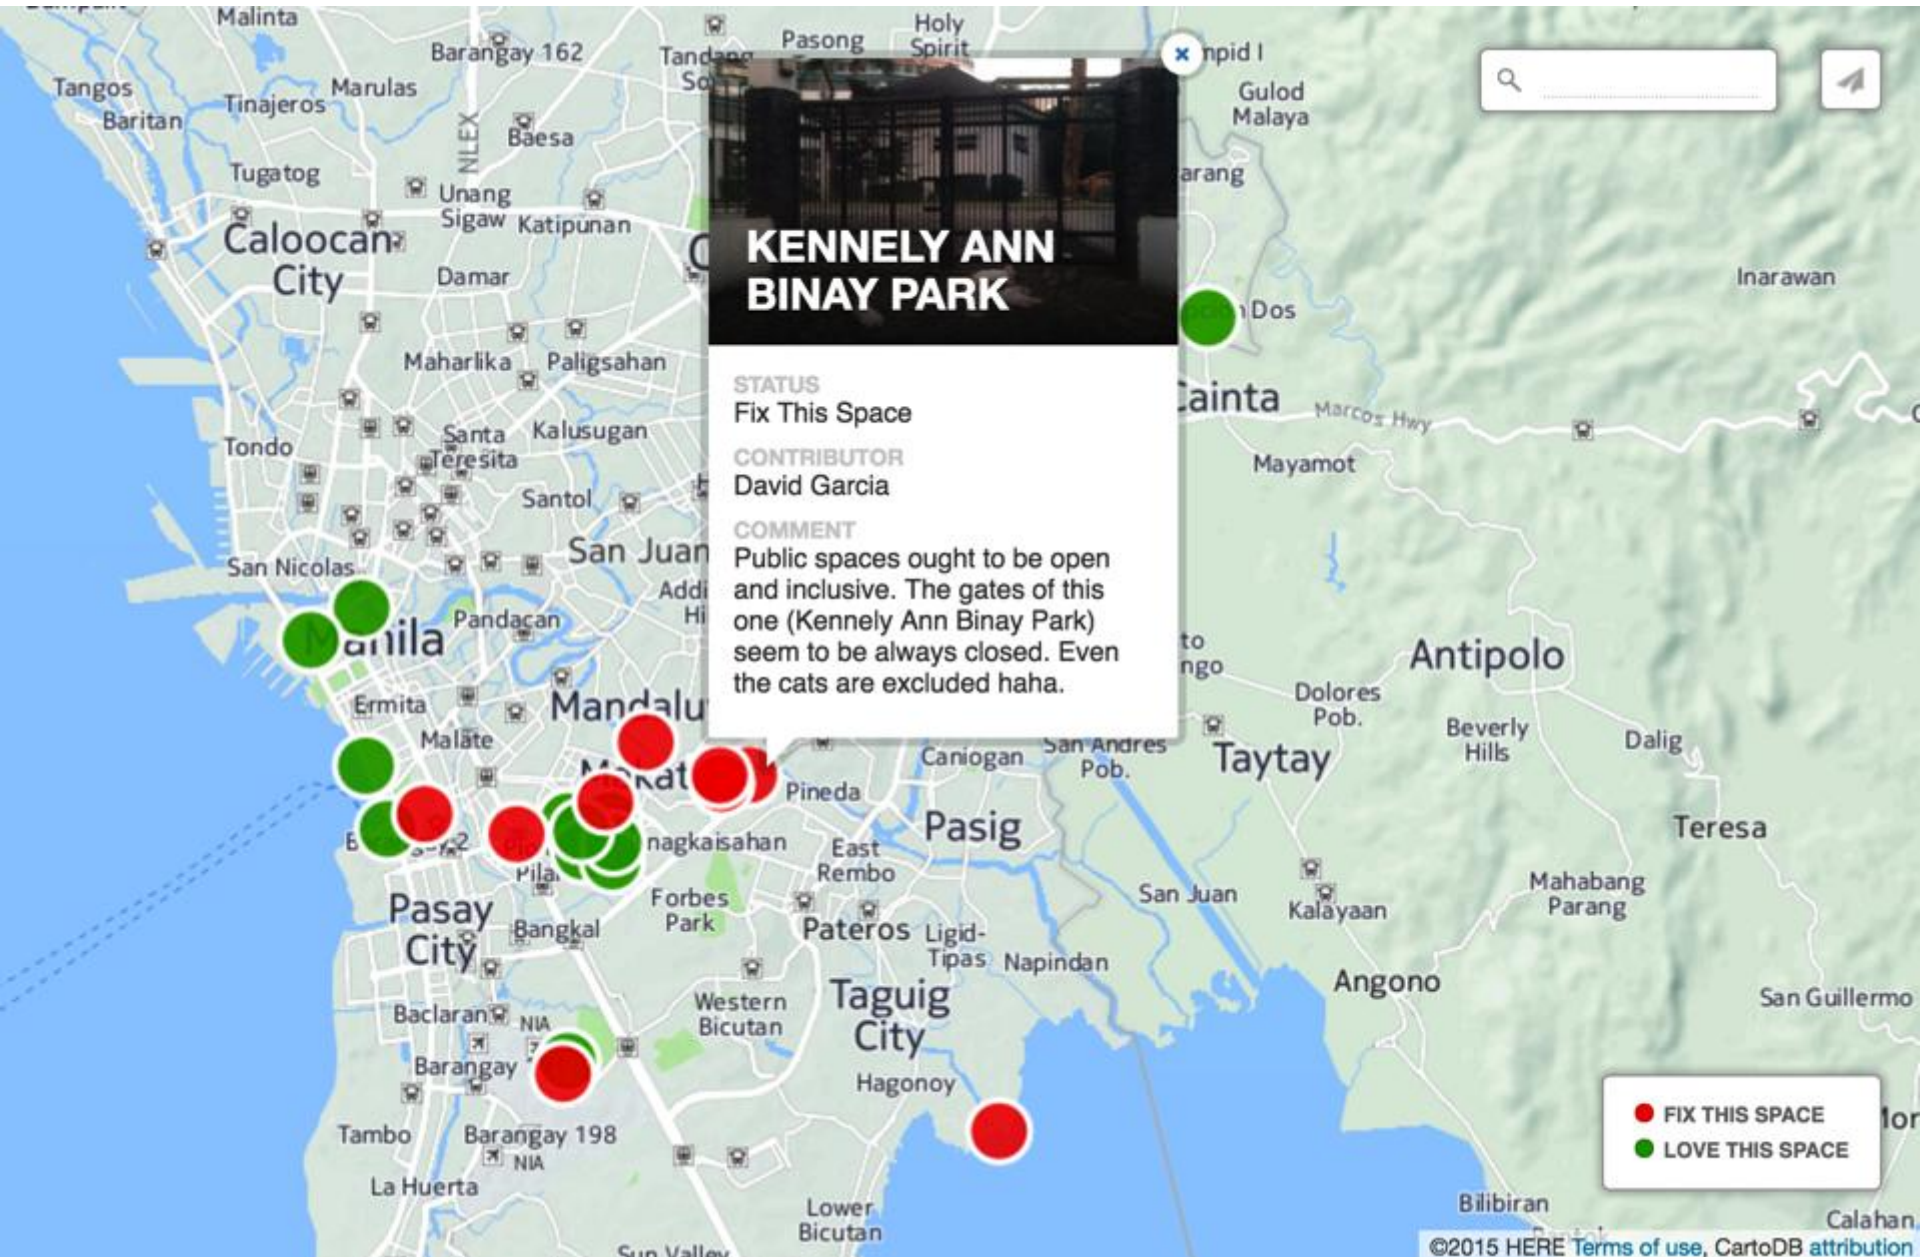 Malinta
Barangay 162
Pasong
Holy
Spirit
Tandang
Tangos
Baritan
Tinajeros
Marulas
NLEX
Baesa
Gulod
Malaya
Tugatog
Unang
Sigaw
Katipunan
Caloocan
City
Damar
Inarawan
KENNELY ANN
BINAY PARK
Dos
Maharlika
Paligsahan
STATUS
Fix This Space
CONTRIBUTOR
David Garcia
COMMENT
Public spaces ought to be open
and inclusive. The gates of this
one (Kennely Ann Binay Park)
seem to be always closed. Even
the cats are excluded haha.
Cainta
Marcos Hwy
Mayamot
Tondo
Santa
Teresita
Kalusugan
Santol
San Juan
San Nicolas
Pandacan
Manila
Antipolo
Ermita
Malate
Dolores
Pob.
Beverly
Hills
Dalig
Caniogan
San Andres
Pob.
Taytay
Pineda
Pasig
Teresa
nagkaisahan
East
Rembo
Pilar
Forbes
Park
San Juan
Kalayaan
Mahabang
Parang
Pasay
City
Bangkal
Pateros
Ligid-
Tipas
Napindan
Angono
San Guillermo
Baclaran
NIA
Western
Bicutan
Taguig
City
Barangay
Hagonoy
Tambo
Barangay 198
NIA
La Huerta
Lower
Bicutan
Sun Valley
FIX THIS SPACE
LOVE THIS SPACE
Bilibiran
Calahan
©2015 HERE Terms of use, CartoDB attribution